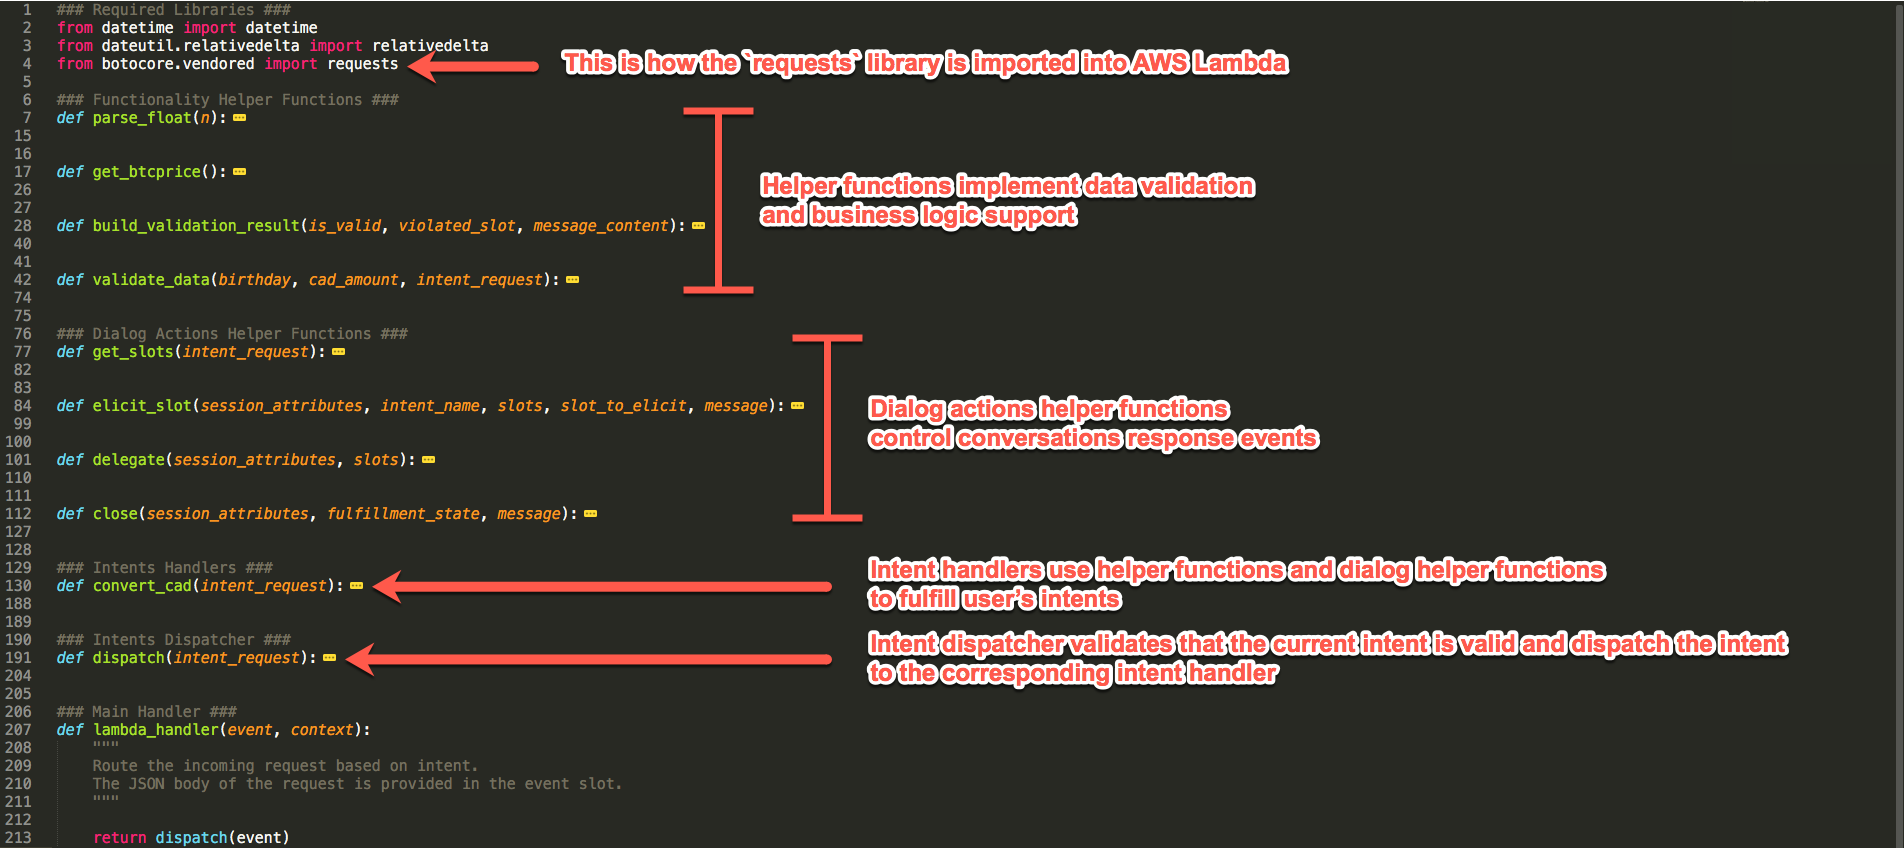 1 ### Required Libraries ###
2 from datetime import datetime
3 from dateutil.relativedelta import relativedelta
4 from botocore.vendored import requests
This is how the `requests` library is imported into AWS Lambda
5
6 ### Functionality Helper Functions ###
7 def parse_float(n):
15
16
17 def get_btcprice():
26
27
Helper functions implement data validation
and business logic support
28 def build_validation_result(is_valid, violated_slot, message_content):
40
41
42 def validate_data(birthday, cad_amount, intent_request):
74
75
76 ### Dialog Actions Helper Functions ###
77 def get_slots(intent_request):
82
83
84 def elicit_slot(session_attributes, intent_name, slots, slot_to_elicit, message):
Dialog actions helper functions
control conversations response events
99
100
101 def delegate(session_attributes, slots):
110
111
112 def close(session_attributes, fulfillment_state, message):
127
128
129 ### Intents Handlers ###
130 def convert_cad(intent_request):
Intent handlers use helper functions and dialog helper functions
to fulfill user's intents
188
189
190 ### Intents Dispatcher ###
191 def dispatch(intent_request):
Intent dispatcher validates that the current intent is valid and dispatch the intent
to the corresponding intent handler
204
205
206 ### Main Handler ###
207 def lambda_handler(event, context):
208 """
209 Route the incoming request based on intent.
210 The JSON body of the request is provided in the event slot.
211 """
212
213 return dispatch(event)